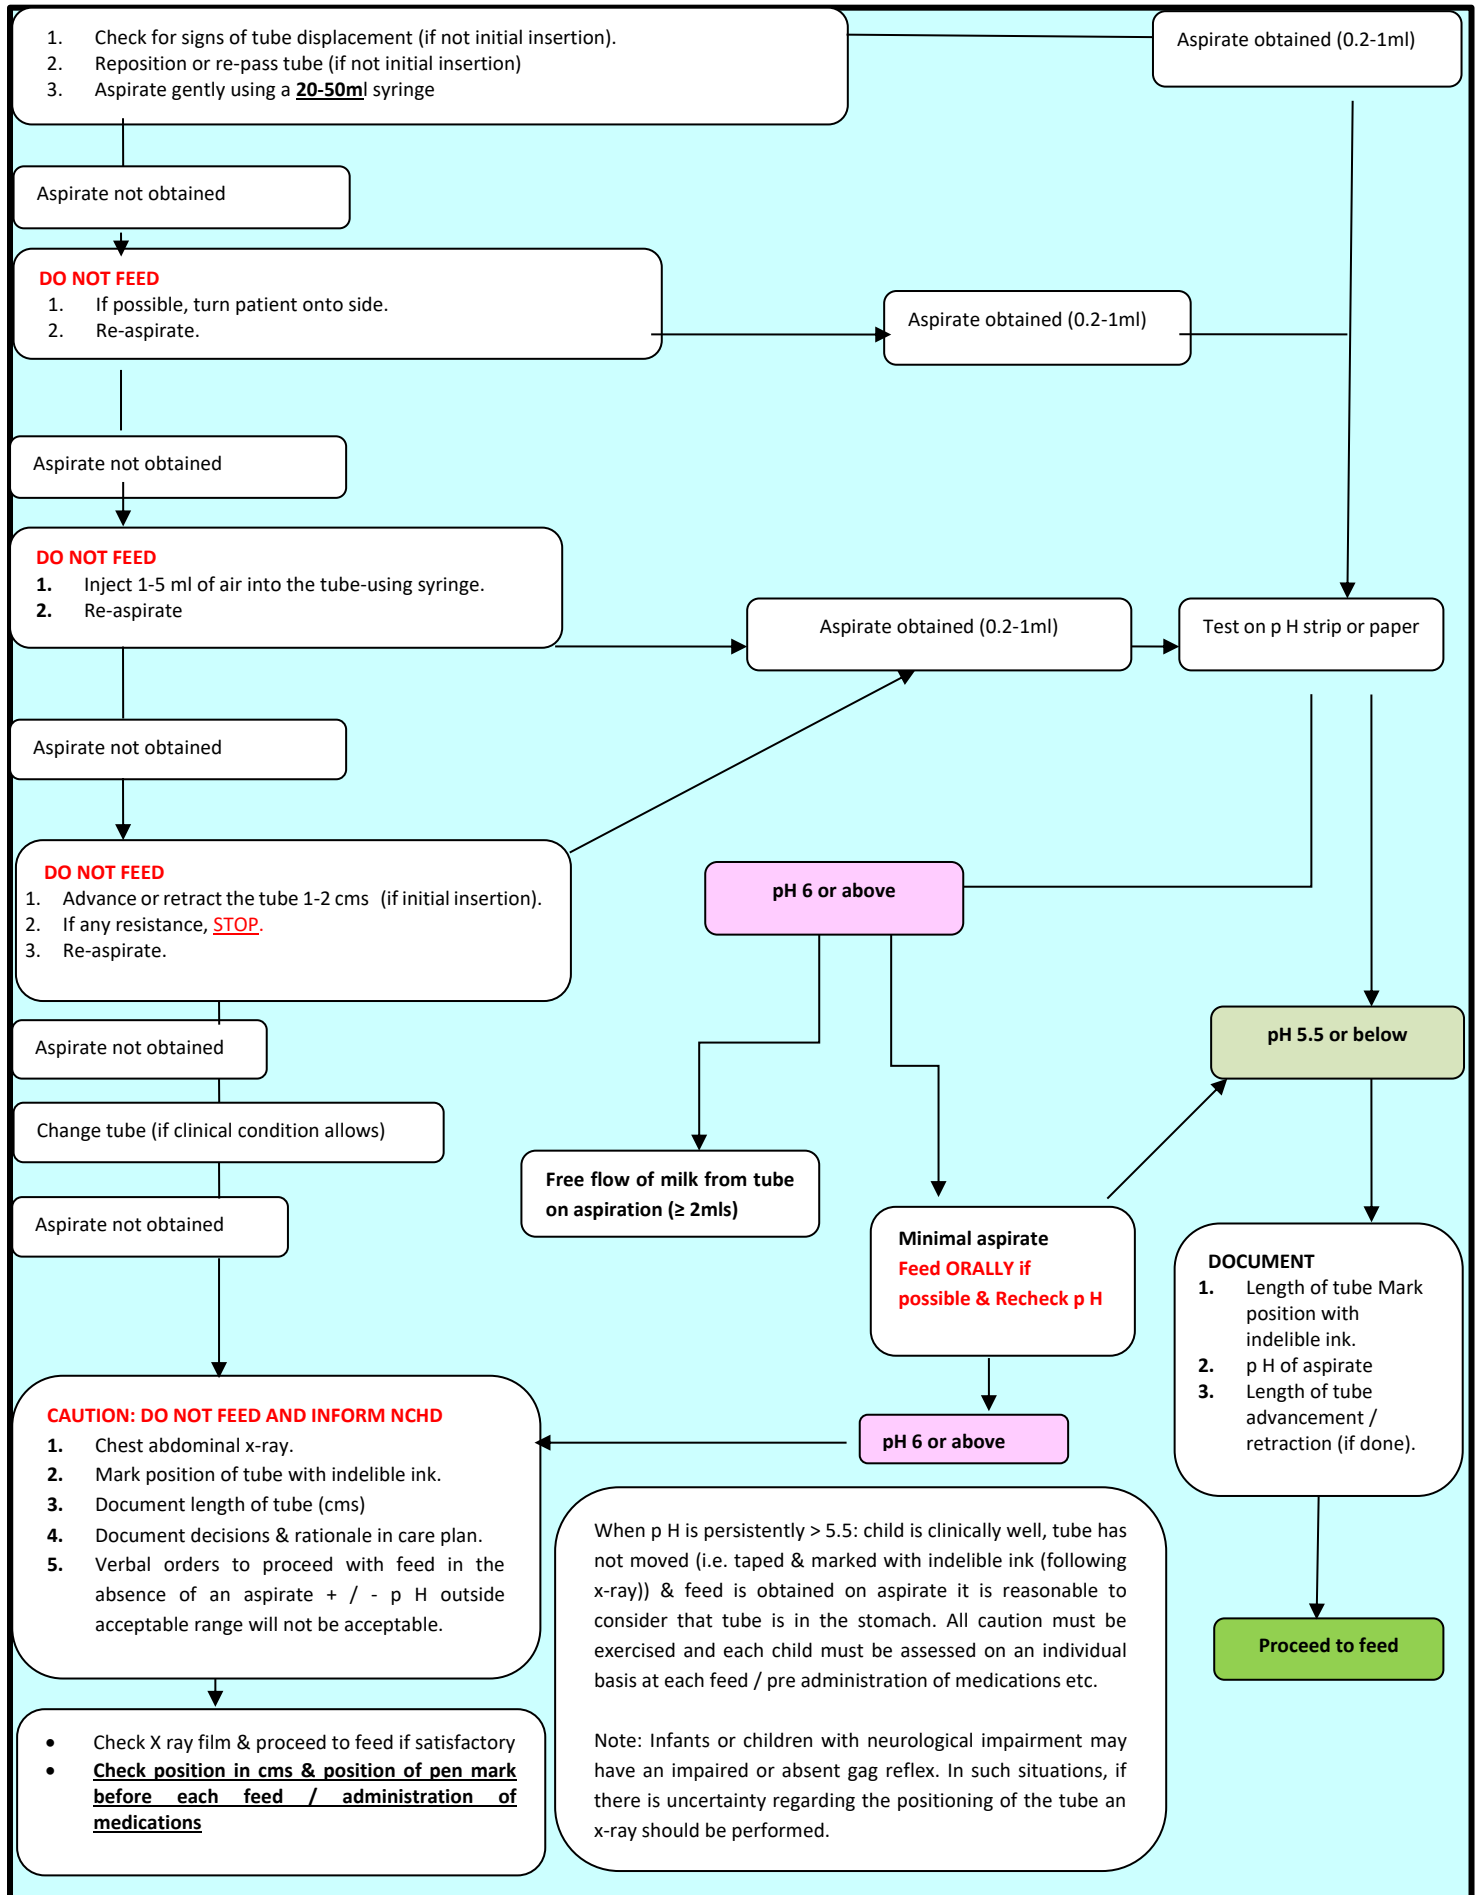 1. Check for signs of tube displacement (if not initial insertion).
2. Reposition or re-pass tube (if not initial insertion)
3. Aspirate gently using a 20-50ml syringe
Aspirate obtained (0.2-1ml)
Aspirate not obtained
DO NOT FEED
1. If possible, turn patient onto side.
2. Re-aspirate.
Aspirate obtained (0.2-1ml)
Aspirate not obtained
DO NOT FEED
1. Inject 1-5 ml of air into the tube-using syringe.
2. Re-aspirate
Aspirate obtained (0.2-1ml)
Test on p H strip or paper
Aspirate not obtained
DO NOT FEED
1. Advance or retract the tube 1-2 cms (if initial insertion).
2. If any resistance, STOP.
3. Re-aspirate.
pH 6 or above
pH 5.5 or below
Aspirate not obtained
Change tube (if clinical condition allows)
Aspirate not obtained
Free flow of milk from tube
on aspiration (≥ 2mls)
Minimal aspirate
Feed ORALLY if
possible & Recheck p H
DOCUMENT
1. Length of tube Mark
position with
indelible ink.
2. p H of aspirate
3. Length of tube
advancement /
retraction (if done).
pH 6 or above
CAUTION: DO NOT FEED AND INFORM NCHD
1. Chest abdominal x-ray.
2. Mark position of tube with indelible ink.
3. Document length of tube (cms)
4. Document decisions & rationale in care plan.
5. Verbal orders to proceed with feed in the
absence of an aspirate + / - p H outside
acceptable range will not be acceptable.
When p H is persistently > 5.5: child is clinically well, tube has
not moved (i.e. taped & marked with indelible ink (following
x-ray)) & feed is obtained on aspirate it is reasonable to
consider that tube is in the stomach. All caution must be
exercised and each child must be assessed on an individual
basis at each feed / pre administration of medications etc.
Note: Infants or children with neurological impairment may
have an impaired or absent gag reflex. In such situations, if
there is uncertainty regarding the positioning of the tube an
x-ray should be performed.
Proceed to feed
• Check X ray film & proceed to feed if satisfactory
• Check position in cms & position of pen mark
before each feed / administration of
medications